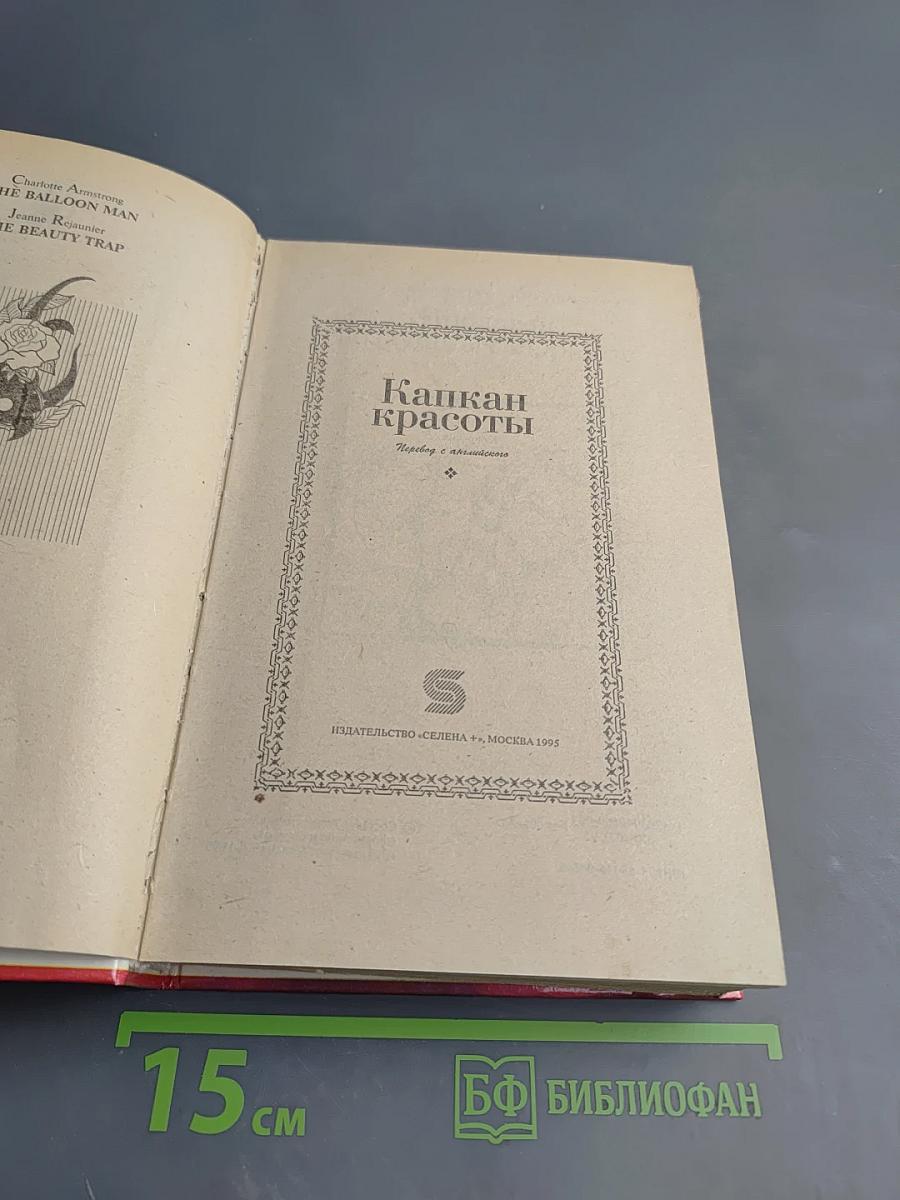 Charlotte Armstrong
HE BALLOON MAN
Jeanne Rejaunier
HE BEAUTY TRAP
Капкан
красоты
Перевод с английского
S
ИЗДАТЕЛЬСТВО «СЕЛЕНА +», МОСКВА 1995
15 см
БФ БИБЛИОФАН